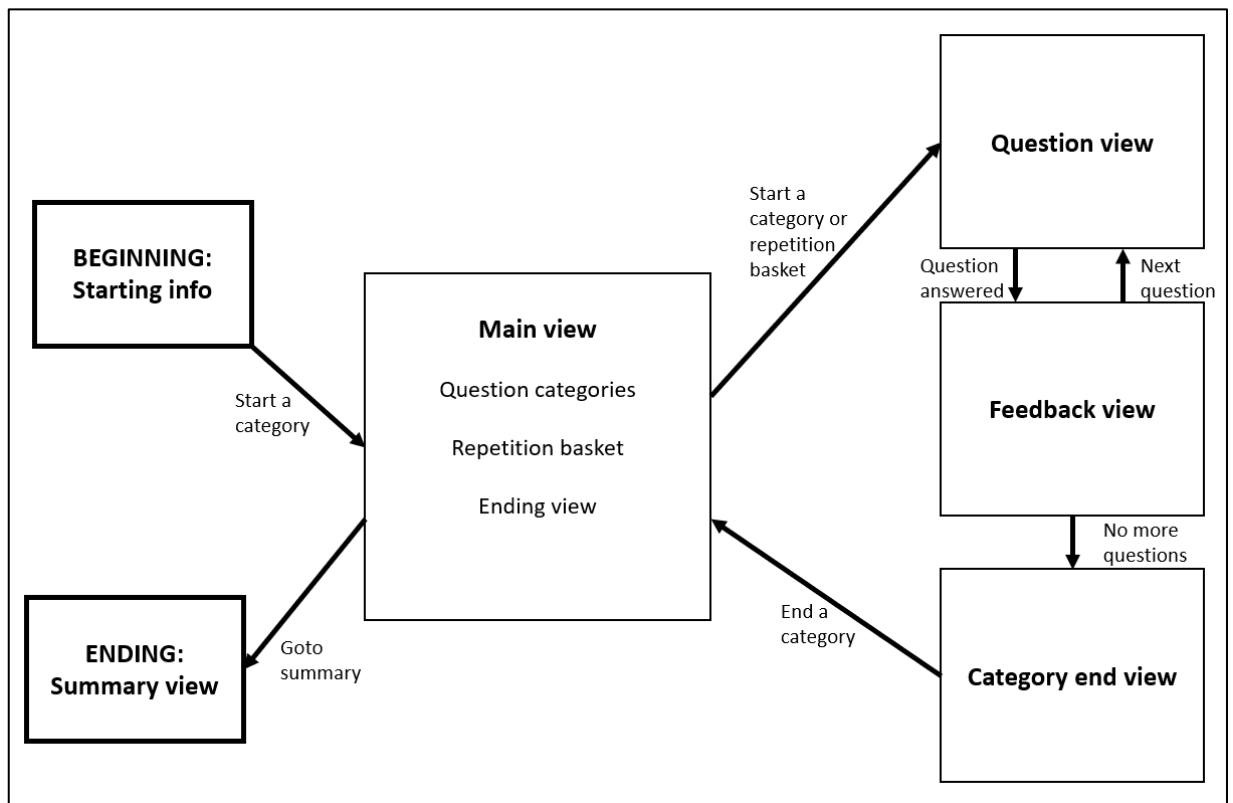 BEGINNING:
Starting info
Start a
category
Main view
Question categories
Repetition basket
Ending view
Start a
category or
repetition
basket
Question view
Question
answered
Next
question
Feedback view
No more
questions
Category end view
End a
category
Goto
summary
ENDING:
Summary view